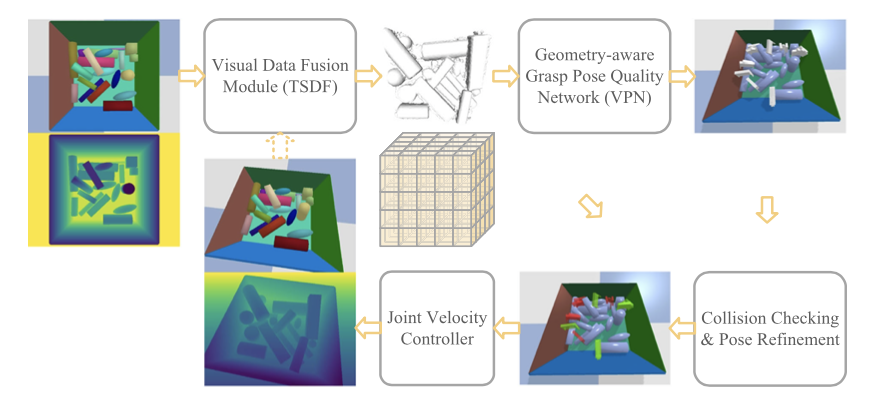 Visual Data Fusion
Module (TSDF)
Geometry-aware
Grasp Pose Quality
Network (VPN)
Joint Velocity
Controller
Collision Checking
& Pose Refinement